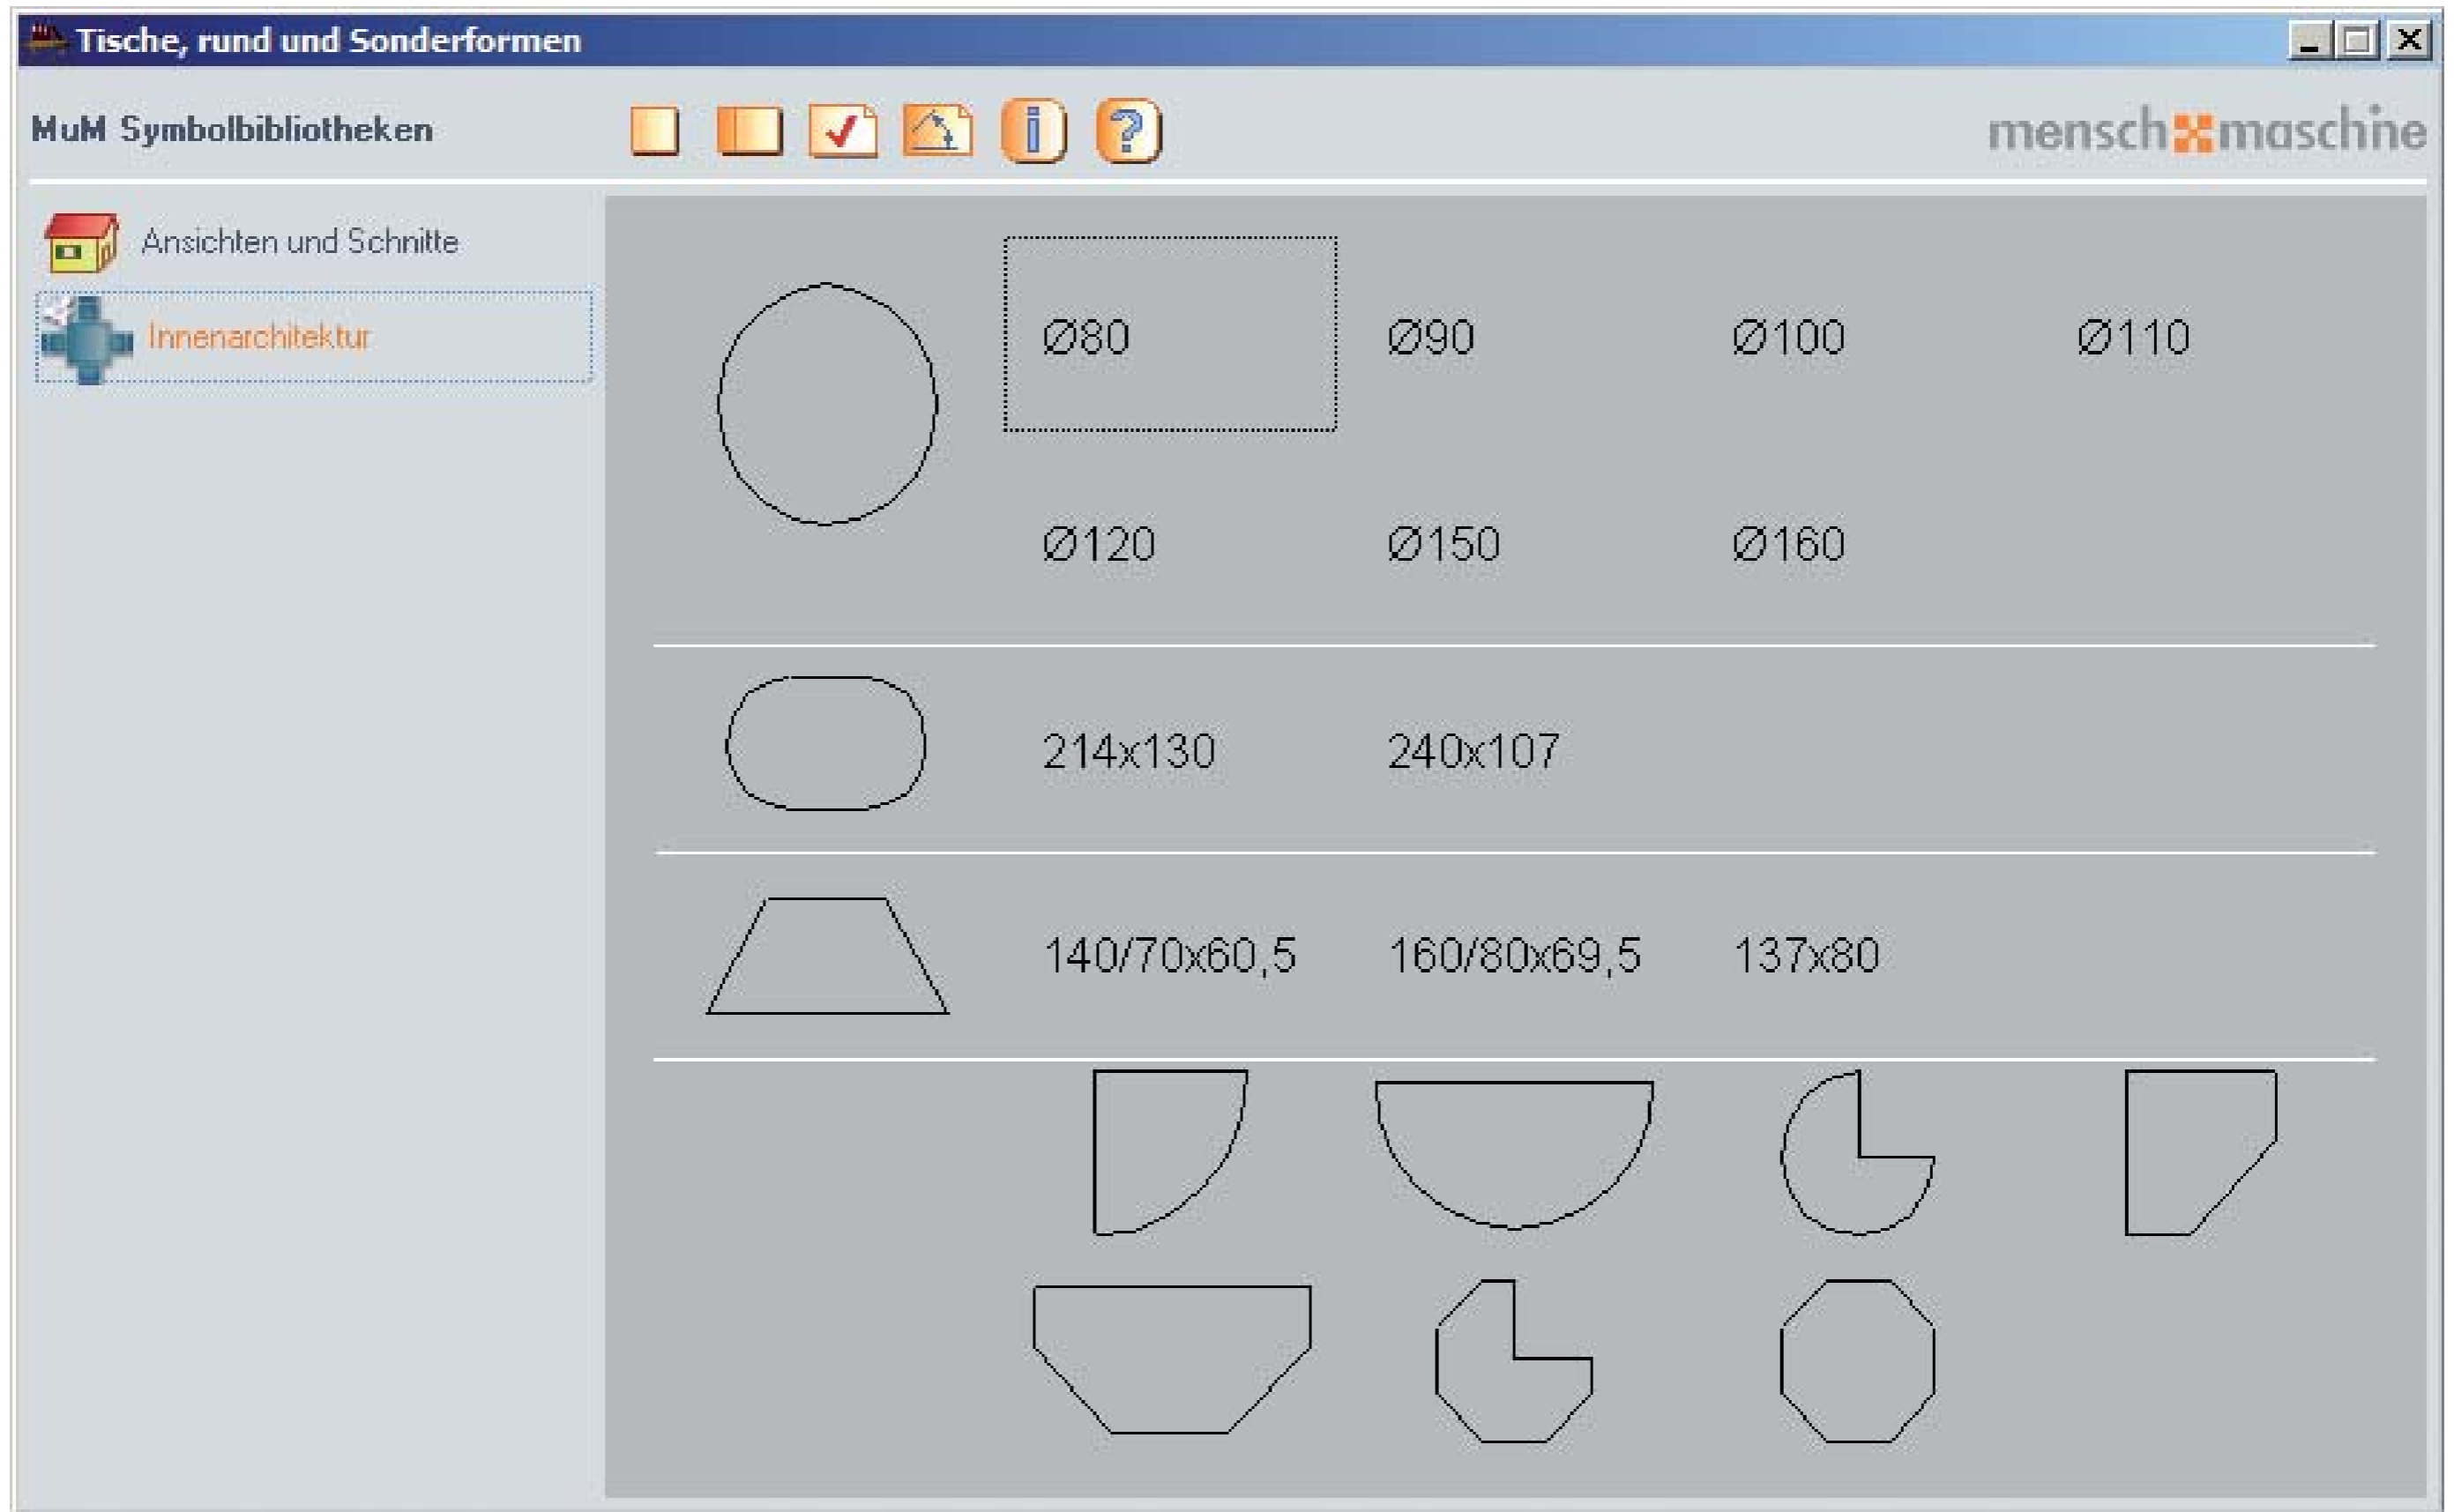 Tische, rund und Sonderformen
MuM Symbolbibliotheken
mensch maschine
Ansichten und Schnitte
Innenarchitektur
Ø80 Ø90 Ø100 Ø110
Ø120 Ø150 Ø160
214x130 240x107
140/70x60,5 160/80x69,5 137x80